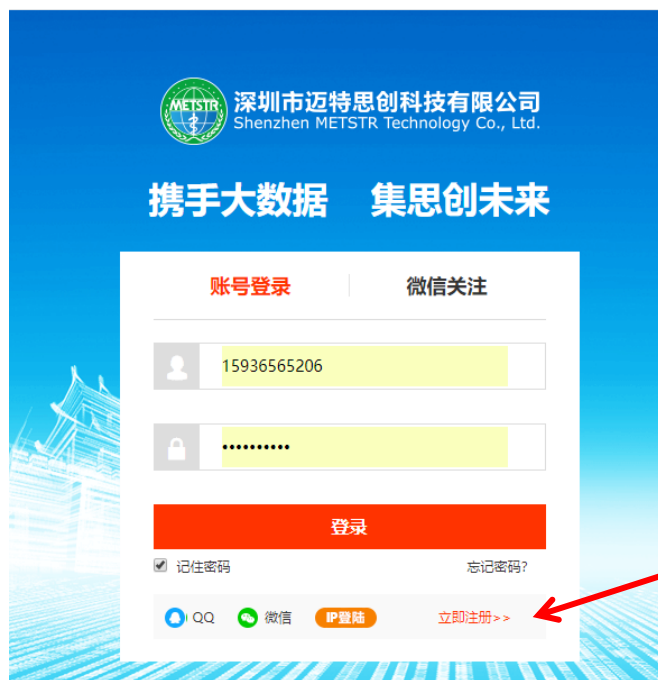 METSTR
深圳市迈特思创科技有限公司
Shenzhen METSTR Technology Co., Ltd.
携手大数据 集思创未来
账号登录 微信关注
15936565206
••••••••••
登录
记住密码 忘记密码?
QQ 微信 IP登陆 立即注册>>